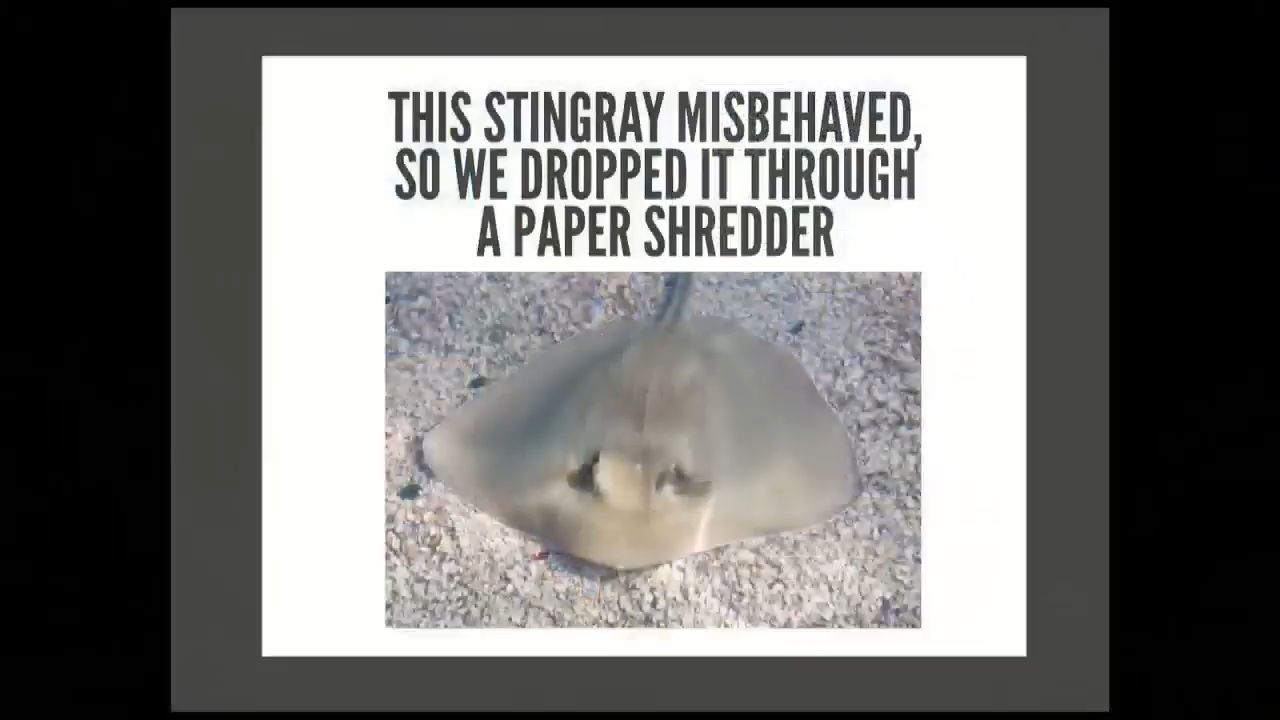 THIS STINGRAY MISBEHAVED,
SO WE DROPPED IT THROUGH
A PAPER SHREDDER